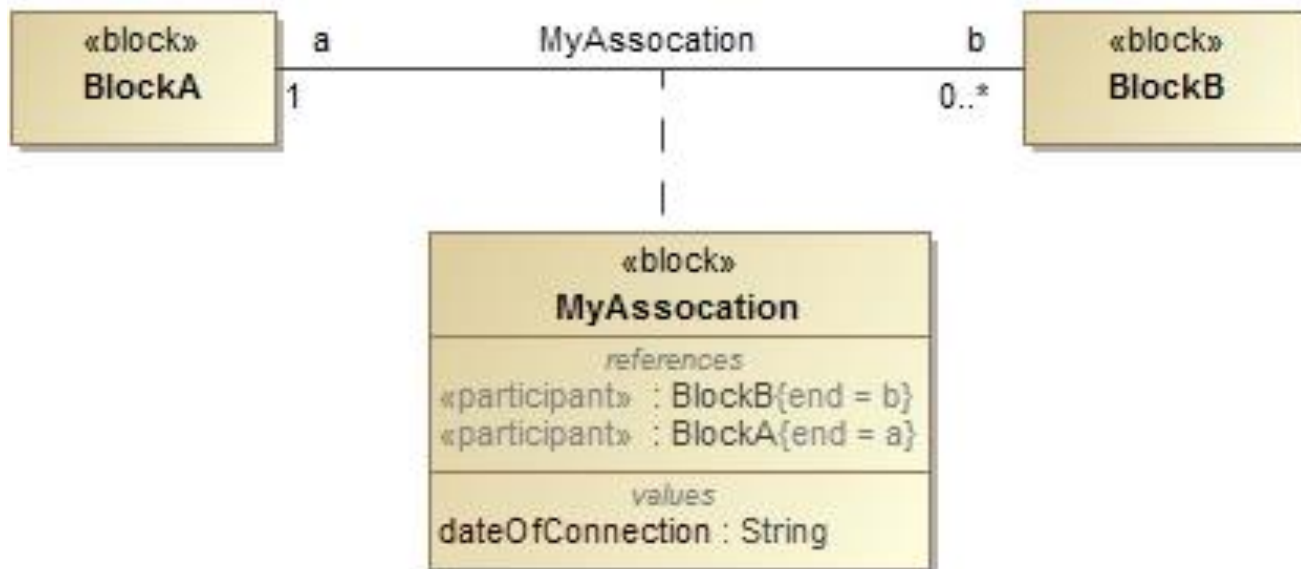 «block»
BlockA
a
MyAssocation
b
1
0..*
«block»
BlockB
«block»
MyAssocation
references
«participant» : BlockB{end = b}
«participant» : BlockA{end = a}
values
dateOfConnection : String